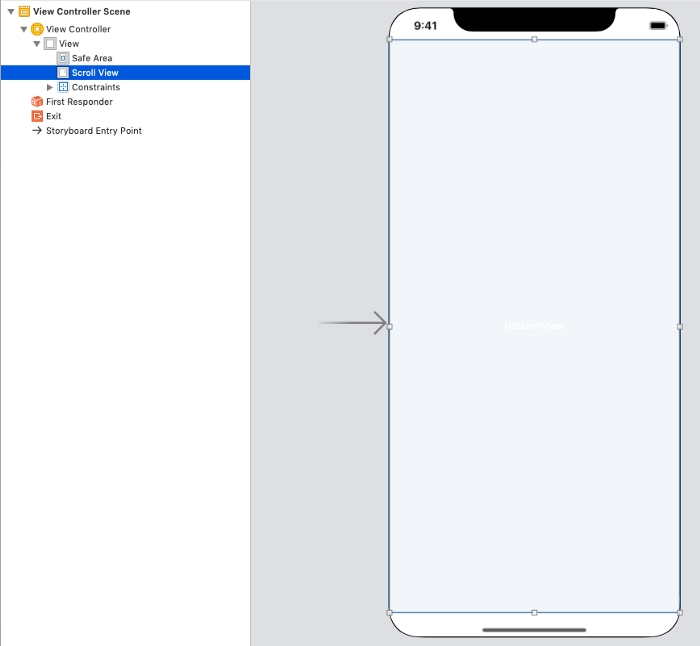 View Controller Scene
View Controller
View
Safe Area
Scroll View
Constraints
First Responder
Exit
Storyboard Entry Point
9:41
UIScrollView